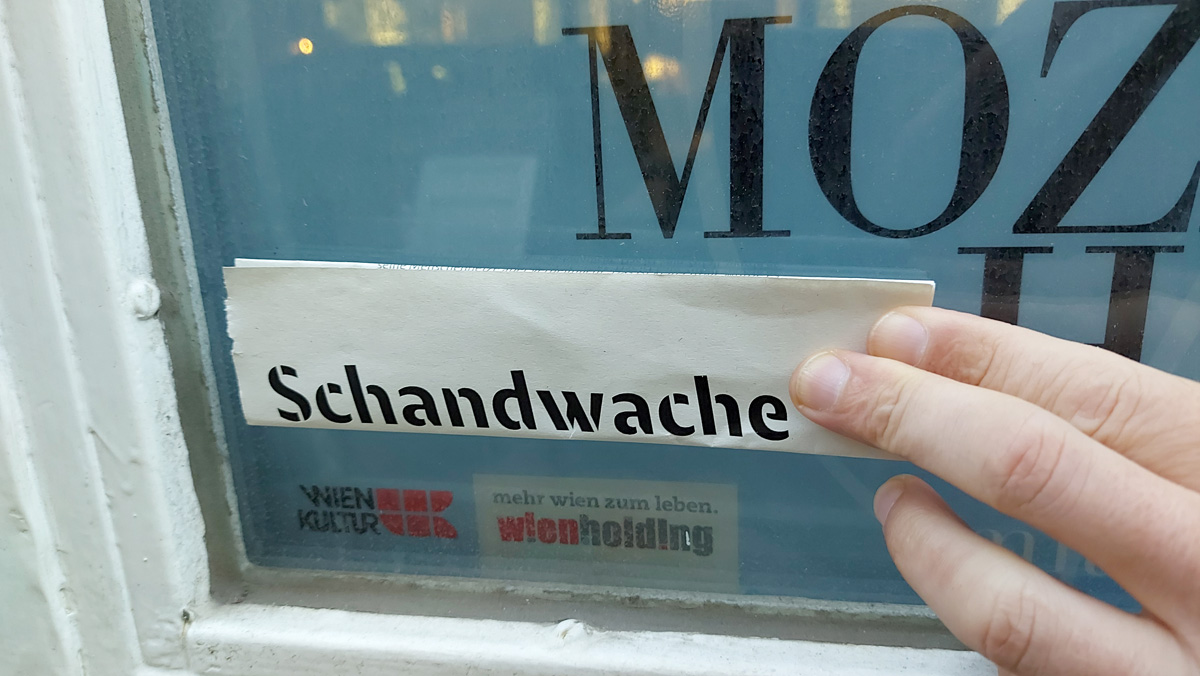 MOZ
H
Schandwache
WIEN
KULTUR
mehr wien zum leben.
wienholding